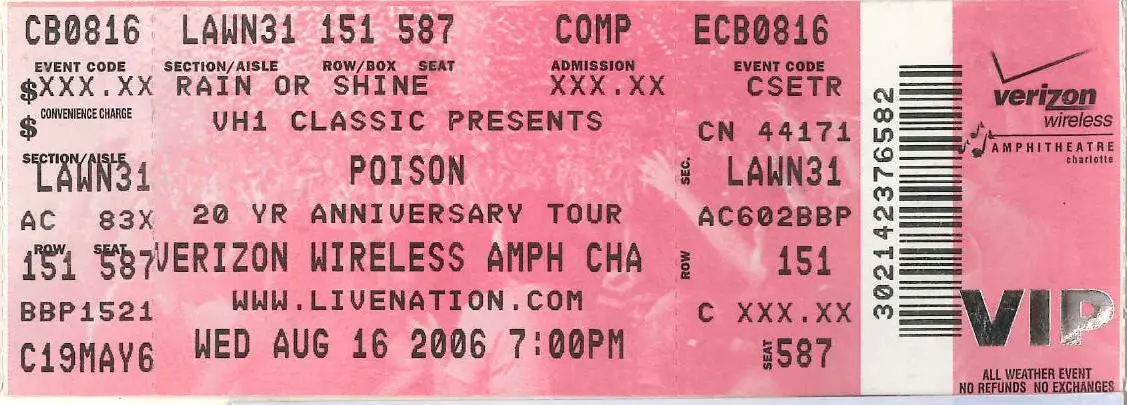 CB0816 LAWN31 151 587 COMP ECB0816
EVENT CODE SECTION/AISLE ROW/BOX SEAT ADMISSION EVENT CODE
$XXX.XX RAIN OR SHINE XXX.XX CSETR
$ CONVENIENCE CHARGE VH1 CLASSIC PRESENTS CN 44171
SECTION/AISLE LAWN31 POISON SEC. LAWN31
AC 83X 20 YR ANNIVERSARY TOUR AC602BBP
ROW SEAT
151 587 VERIZON WIRELESS AMPH CHA ROW 151
BBP1521 WWW.LIVENATION.COM C XXX.XX
C19MAY6 WED AUG 16 2006 7:00PM SEAT 587
302142376582
verizon
wireless
AMPHITHEATRE
charlotte
VIP
ALL WEATHER EVENT
NO REFUNDS NO EXCHANGES